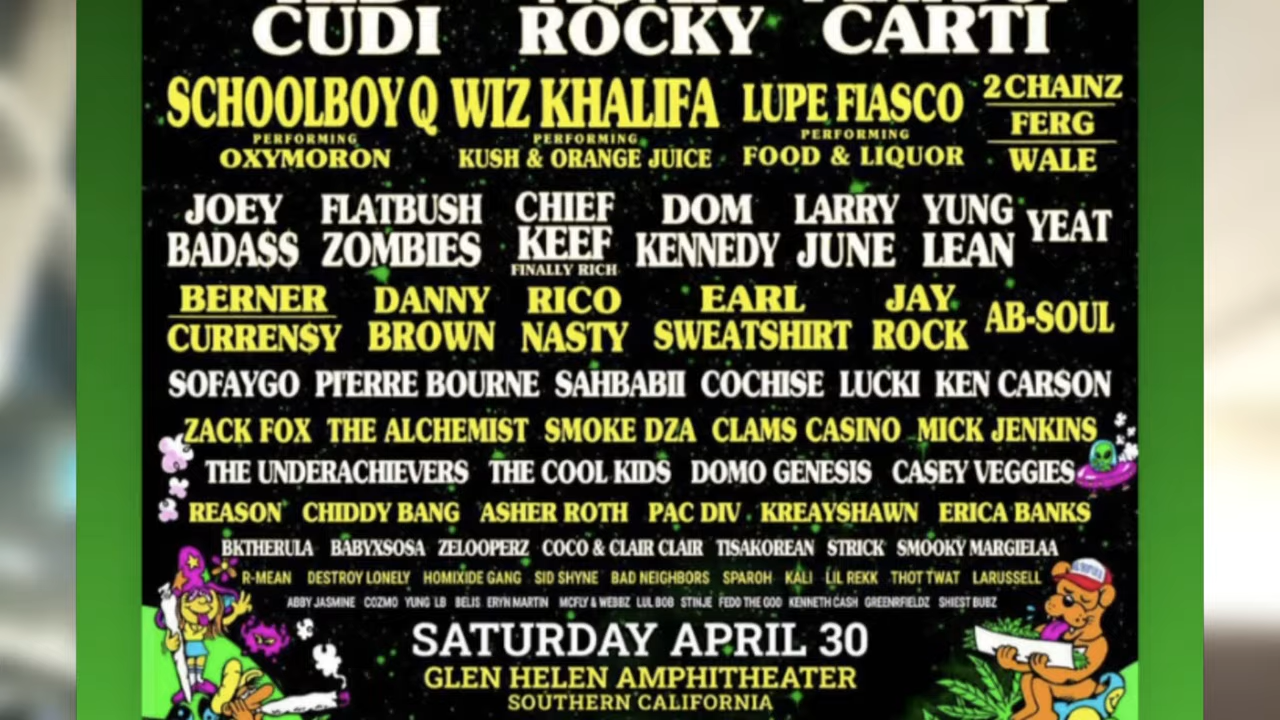 CUDI ROCKY CARTI
SCHOOLBOY Q WIZ KHALIFA LUPE FIASCO 2 CHAINZ
PERFORMING PERFORMING PERFORMING FERG
OXYMORON KUSH & ORANGE JUICE FOOD & LIQUOR WALE
JOEY FLATBUSH CHIEF DOM LARRY YUNG YEAT
BADA$$ ZOMBIES KEEF KENNEDY JUNE LEAN
FINALLY RICH
BERNER DANNY RICO EARL JAY AB-SOUL
CURREN$Y BROWN NASTY SWEATSHIRT ROCK
SOFAYGO PI'ERRE BOURNE SAHBABII COCHISE LUCKI KEN CAR$ON
ZACK FOX THE ALCHEMIST SMOKE DZA CLAMS CASINO MICK JENKINS
THE UNDERACHIEVERS THE COOL KIDS DOMO GENESIS CASEY VEGGIES
REASON CHIDDY BANG ASHER ROTH PAC DIV KREAYSHAWN ERICA BANKS
BKTHERULA BABYXSOSA ZELOOPERZ COCO & CLAIR CLAIR TISAKOREAN STRICK SMOOKY MARGIELAA
R-MEAN DESTROY LONELY HOMIXIDE GANG SID SHYNE BAD NEIGHBORS SPAROH KALI LIL REKK THOT TWAT LARUSSELL
ABBY JASMINE COZMO YUNG LB BELIS ERYN MARTIN MCFLY & WEBBZ LUL BOB STINJE FEDD THE GOD KENNETH CASH GREENRFIELDZ SHIEST BUBZ
SATURDAY APRIL 30
GLEN HELEN AMPHITHEATER
SOUTHERN CALIFORNIA